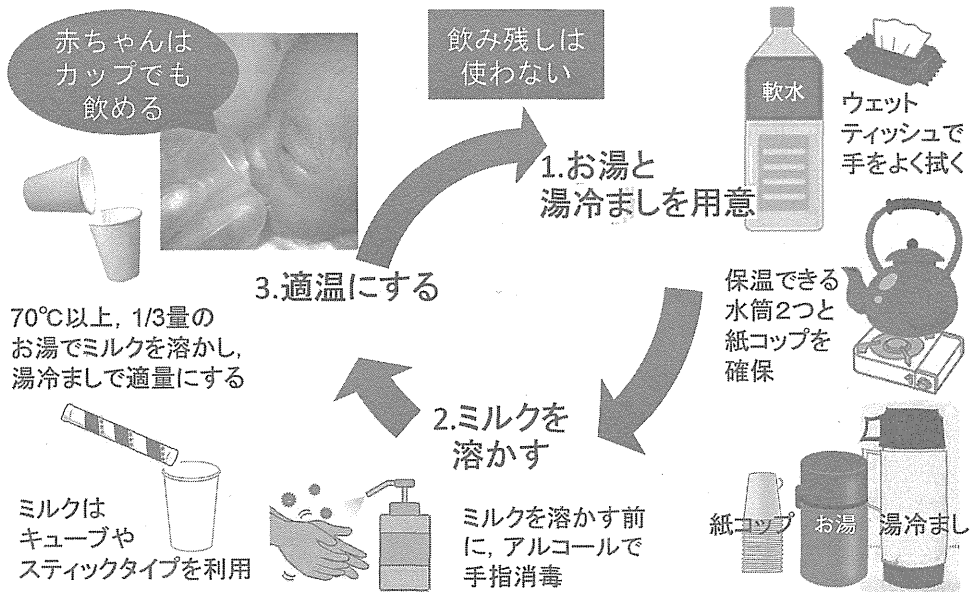 赤ちゃんは
カップでも
飲める
飲み残しは
使わない
軟水
ウェット
ティッシュで
手をよく拭く
1.お湯と
湯冷ましを用意
保温できる
水筒2つと
紙コップを
確保
紙コップ
お湯
湯冷まし
2.ミルクを
溶かす
ミルクを溶かす前
に，アルコールで
手指消毒
ミルクは
キューブや
スティックタイプを利用
3.適温にする
70℃以上，1/3量の
お湯でミルクを溶かし，
湯冷ましで適量にする